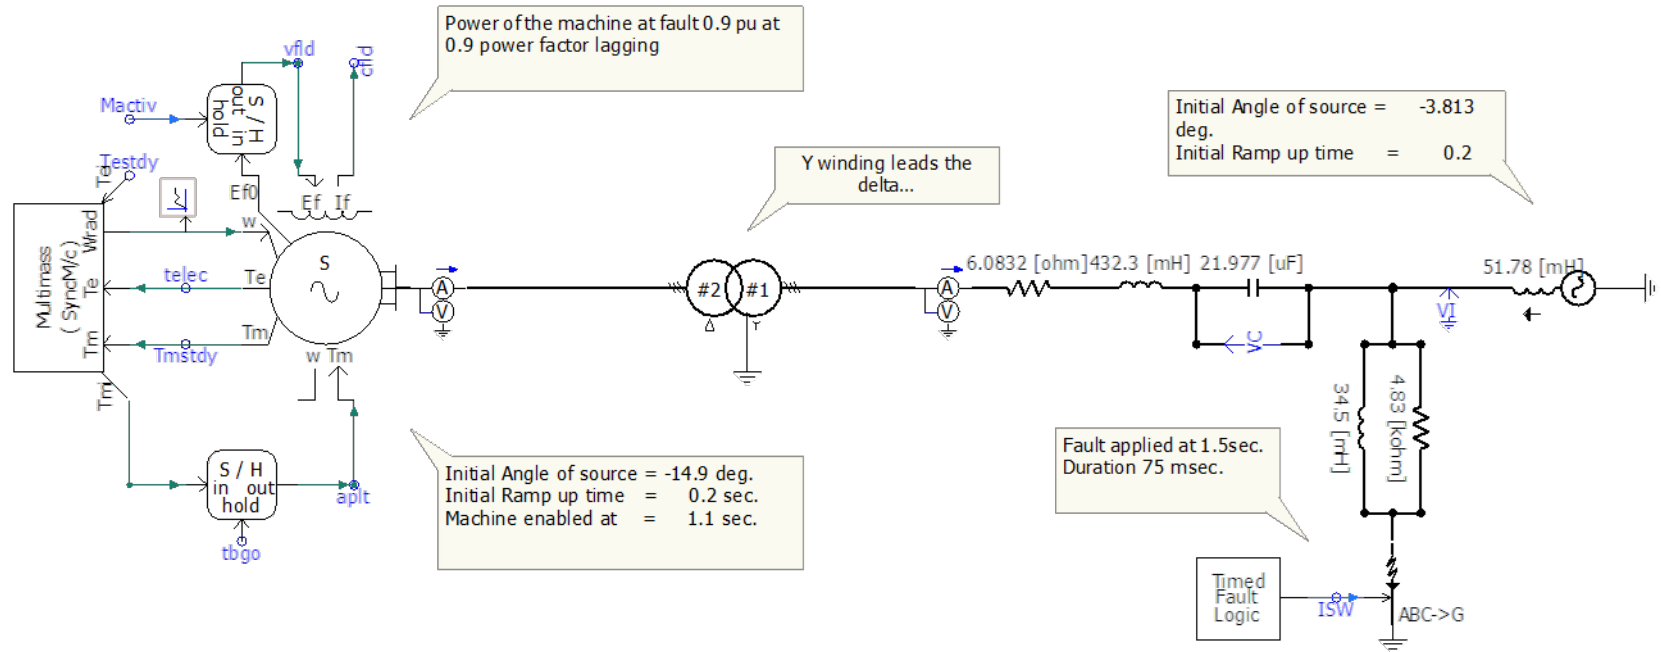 Power of the machine at fault 0.9 pu at
0.9 power factor lagging
vfld
cfld
Mactiv
S / H
in out
hold
Testdy
Te
Ef0
Ef If
Initial Angle of source = -3.813
deg.
Initial Ramp up time = 0.2
Y winding leads the
delta...
Multimass
( SyncM/c)
Wrad
w
S
Te
telec
Te
Tm
Tmstdy
Tm
w Tm
Tmi
A
V
#2 #1
Δ
Y
A
V
6.0832 [ohm]
432.3 [mH]
21.977 [uF]
VC
VI
51.78 [mH]
34.5 [mH]
4.83 [kohm]
Fault applied at 1.5sec.
Duration 75 msec.
Initial Angle of source = -14.9 deg.
Initial Ramp up time = 0.2 sec.
Machine enabled at = 1.1 sec.
S / H
in out
hold
aplt
tbgo
Timed
Fault
Logic
ISW
ABC->G